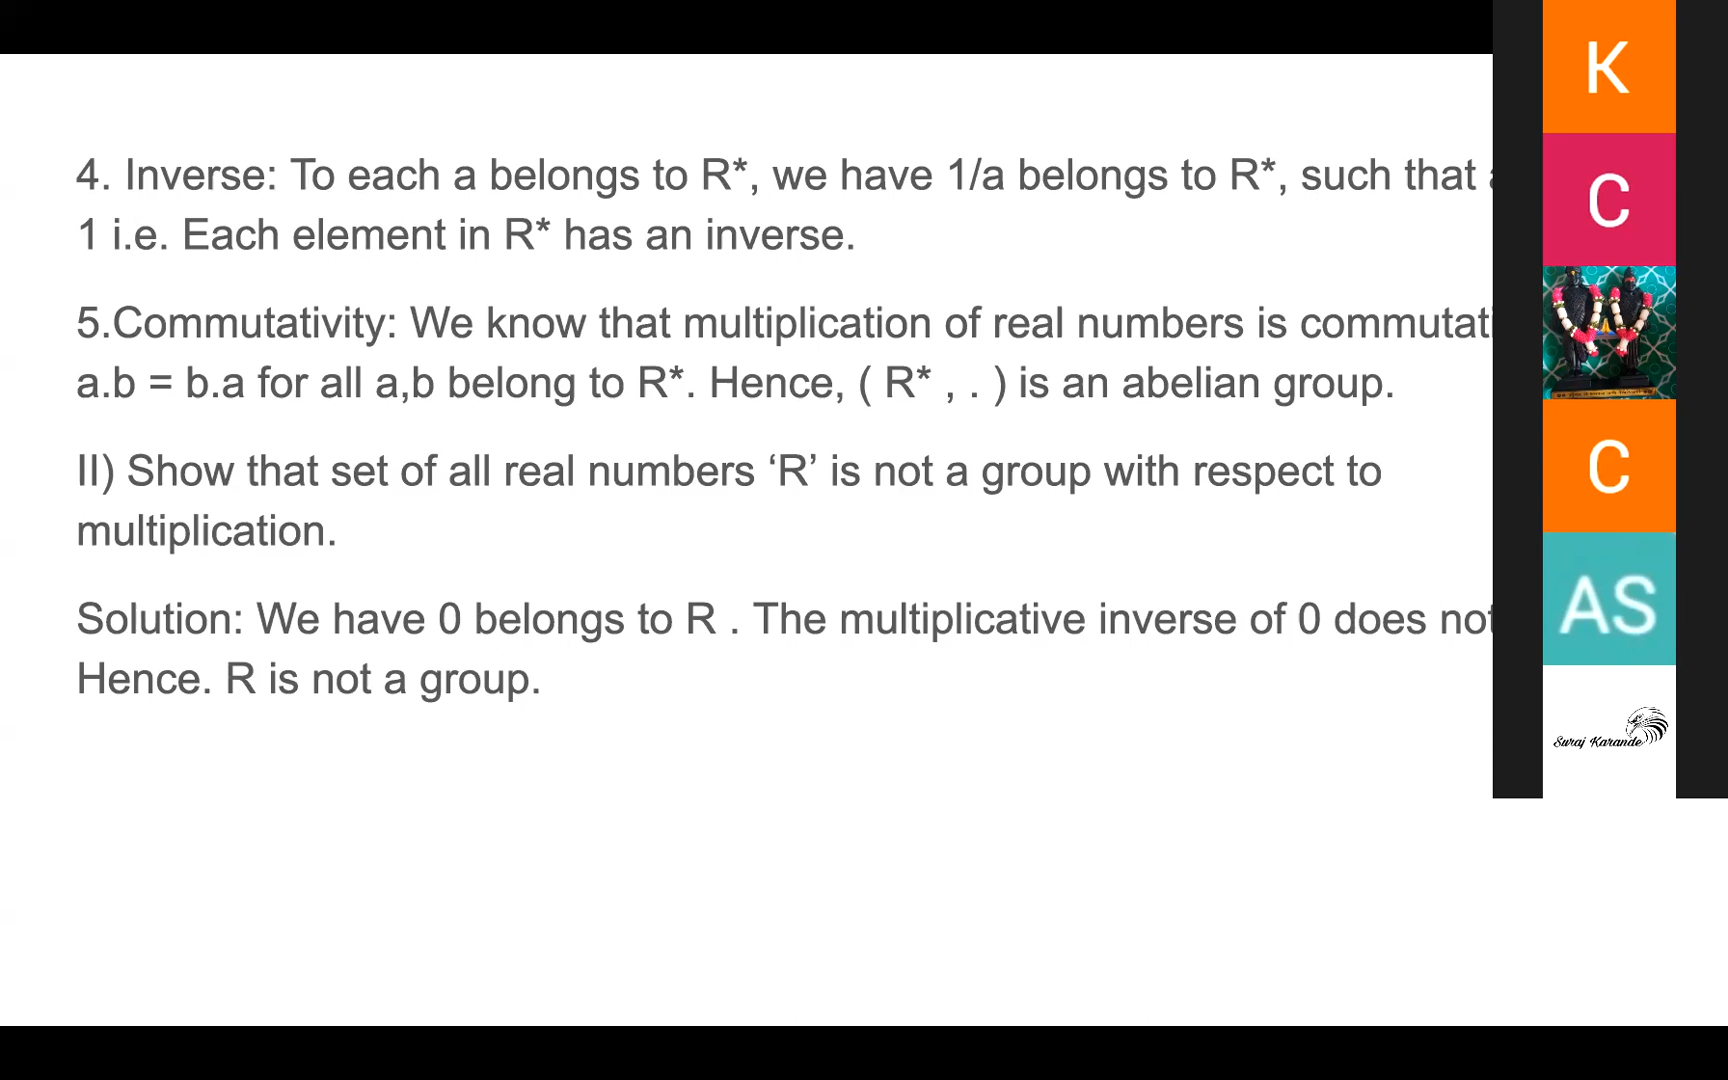 4. Inverse: To each a belongs to R*, we have 1/a belongs to R*, such that
1 i.e. Each element in R* has an inverse.
5.Commutativity: We know that multiplication of real numbers is commutati
a.b = b.a for all a,b belong to R*. Hence, ( R* , . ) is an abelian group.
II) Show that set of all real numbers ‘R’ is not a group with respect to
multiplication.
Solution: We have 0 belongs to R . The multiplicative inverse of 0 does not
Hence. R is not a group.
K
C
C
AS
Suraj Karande